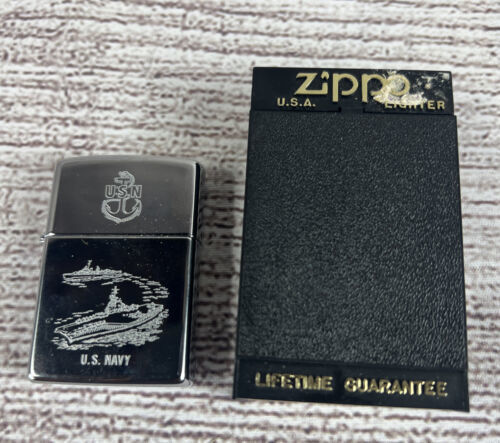 Zippo
U.S.A. LIGHTER
USN
U.S. NAVY
LIFETIME GUARANTEE